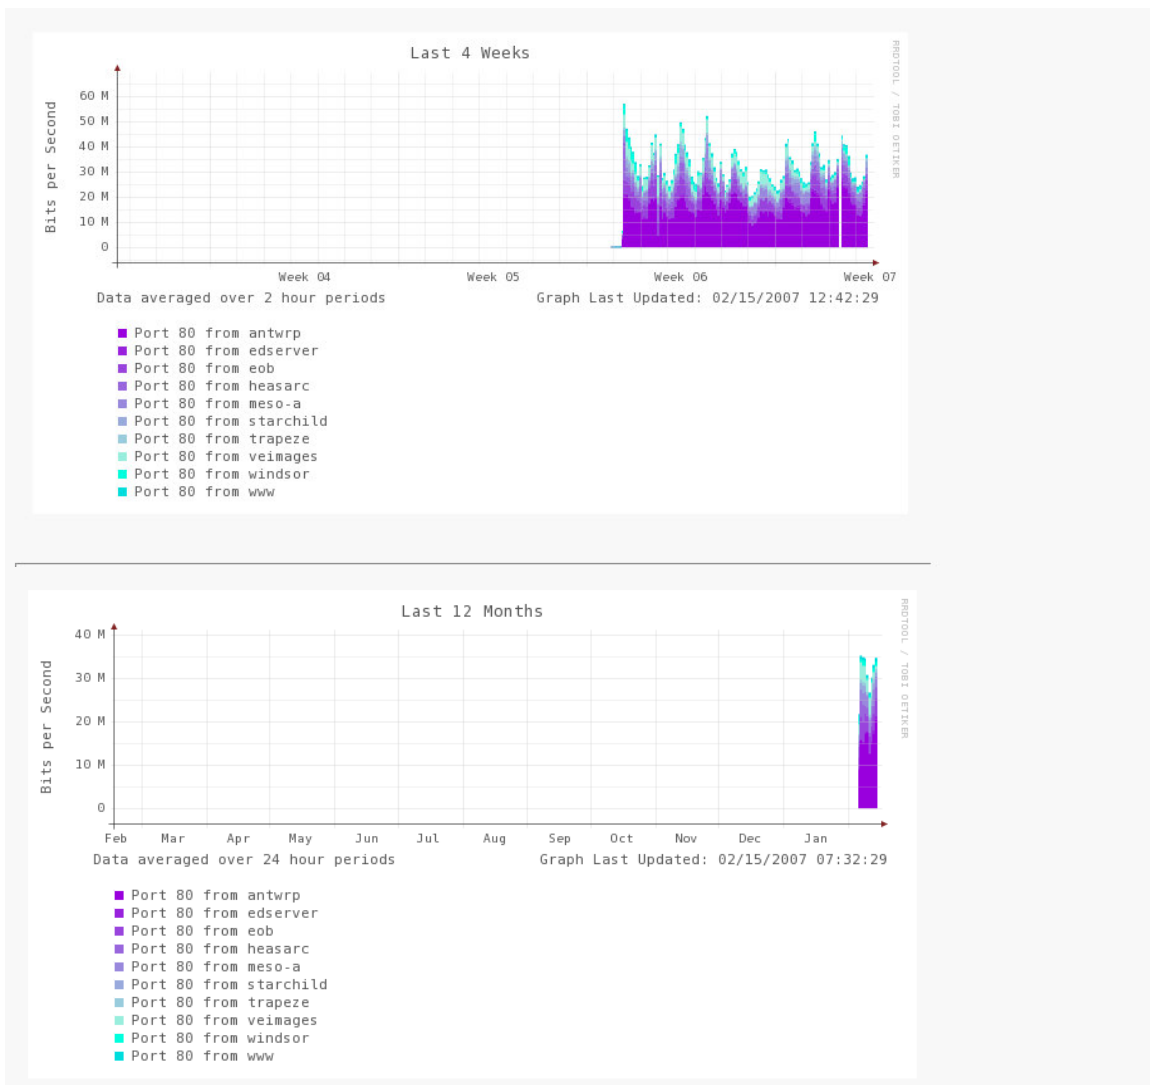 Last 4 Weeks
RRDTOOL / TOBI OETIKER
Bits per Second
60 M
50 M
40 M
30 M
20 M
10 M
0
Week 04 Week 05 Week 06 Week 07
Data averaged over 2 hour periods Graph Last Updated: 02/15/2007 12:42:29
Port 80 from antwrp
Port 80 from edserver
Port 80 from eob
Port 80 from heasarc
Port 80 from meso-a
Port 80 from starchild
Port 80 from trapeze
Port 80 from veimages
Port 80 from windsor
Port 80 from www
Last 12 Months
RRDTOOL / TOBI OETIKER
Bits per Second
40 M
30 M
20 M
10 M
0
Feb Mar Apr May Jun Jul Aug Sep Oct Nov Dec Jan
Data averaged over 24 hour periods Graph Last Updated: 02/15/2007 07:32:29
Port 80 from antwrp
Port 80 from edserver
Port 80 from eob
Port 80 from heasarc
Port 80 from meso-a
Port 80 from starchild
Port 80 from trapeze
Port 80 from veimages
Port 80 from windsor
Port 80 from www